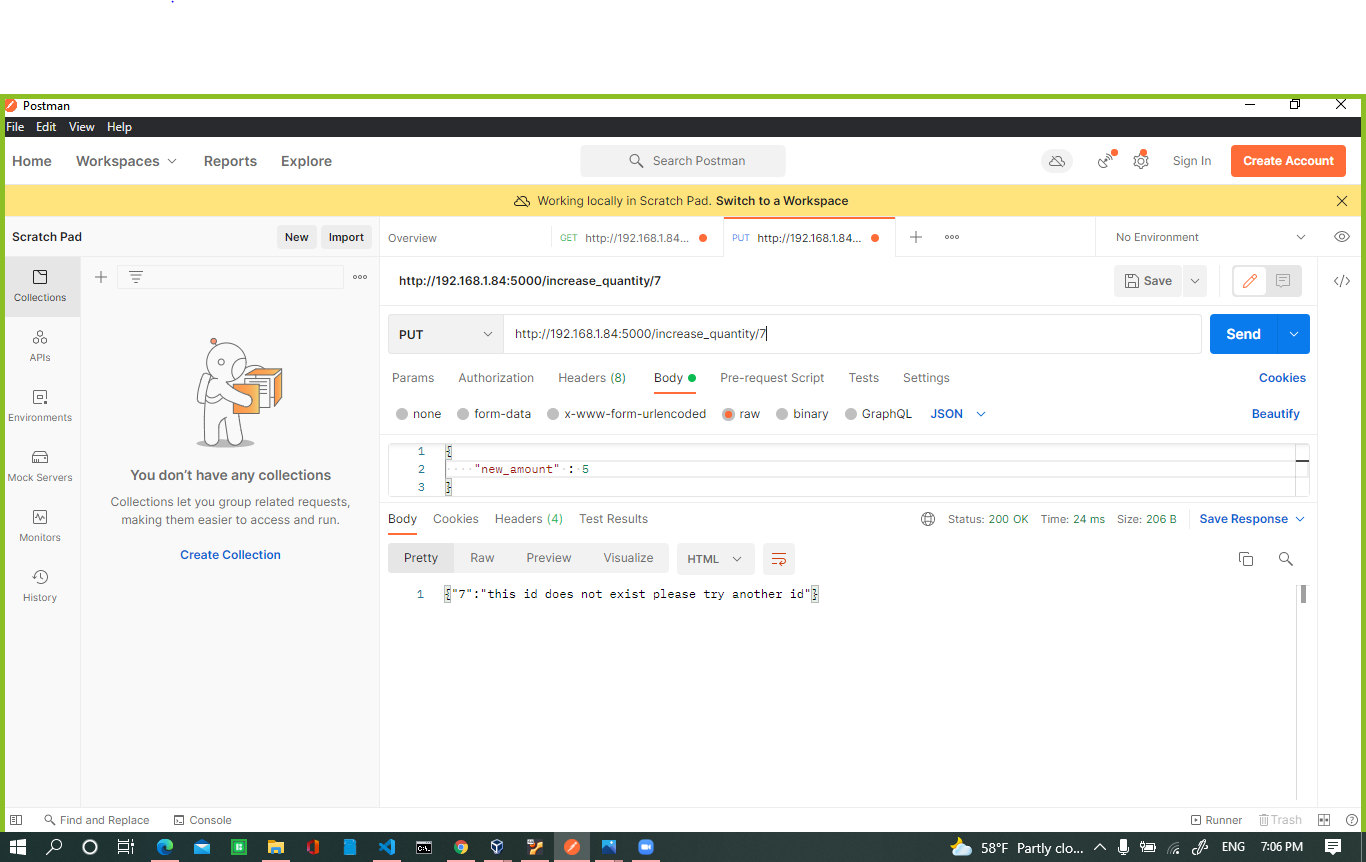 Postman
File Edit View Help
Home Workspaces Reports Explore Search Postman Sign In Create Account
Working locally in Scratch Pad. Switch to a Workspace
Scratch Pad New Import Overview GET http://192.168.1.84... PUT http://192.168.1.84... No Environment
http://192.168.1.84:5000/increase_quantity/7 Save
Collections
PUT http://192.168.1.84:5000/increase_quantity/7 Send
APIs
Params Authorization Headers (8) Body Pre-request Script Tests Settings Cookies
Environments
none form-data x-www-form-urlencoded raw binary GraphQL JSON Beautify
1 {
2 "new_amount" : 5
3 }
Mock Servers
You don't have any collections
Collections let you group related requests,
making them easier to access and run.
Create Collection
Monitors
History
Body Cookies Headers (4) Test Results Status: 200 OK Time: 24 ms Size: 206 B Save Response
Pretty Raw Preview Visualize HTML
1 {"7":"this id does not exist please try another id"}
Find and Replace Console Runner Trash
58°F Partly clo... ENG 7:06 PM